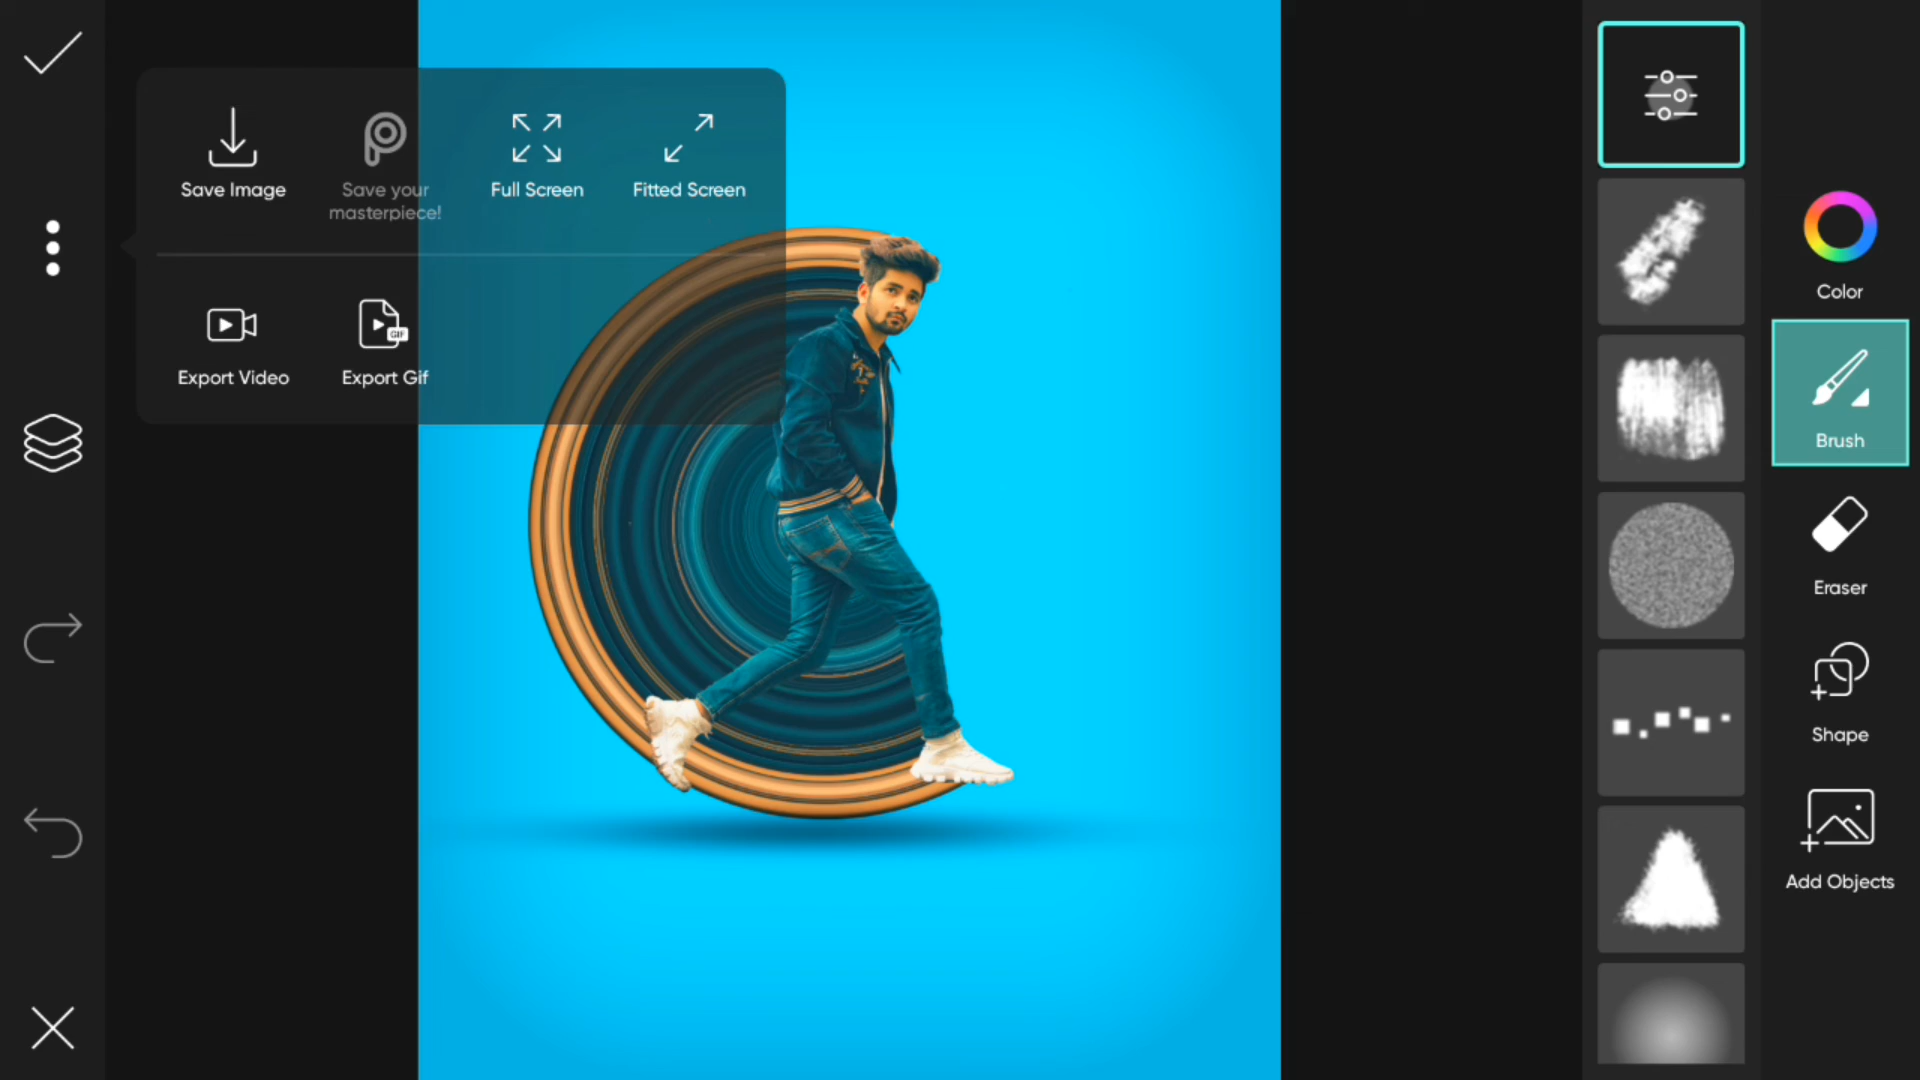 Save Image
Save your
masterpiece!
Full Screen
Fitted Screen
Export Video
GIF
Export Gif
Color
Brush
Eraser
Shape
Add Objects